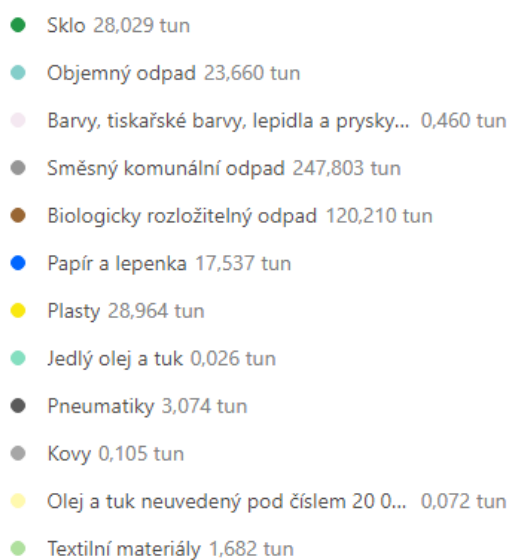 Sklo 28,029 tun
Objemný odpad 23,660 tun
Barvy, tiskařské barvy, lepidla a prysky... 0,460 tun
Směsný komunální odpad 247,803 tun
Biologicky rozložitelný odpad 120,210 tun
Papír a lepenka 17,537 tun
Plasty 28,964 tun
Jedlý olej a tuk 0,026 tun
Pneumatiky 3,074 tun
Kovy 0,105 tun
Olej a tuk neuvedený pod číslem 20 0... 0,072 tun
Textilní materiály 1,682 tun